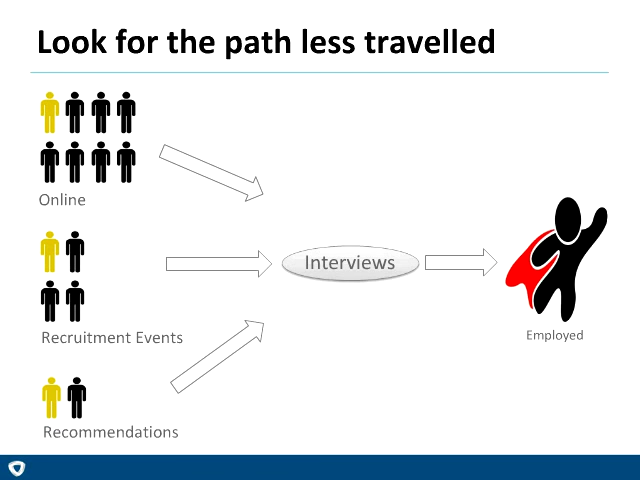 Look for the path less travelled
Online
Recruitment Events
Recommendations
Interviews
Employed